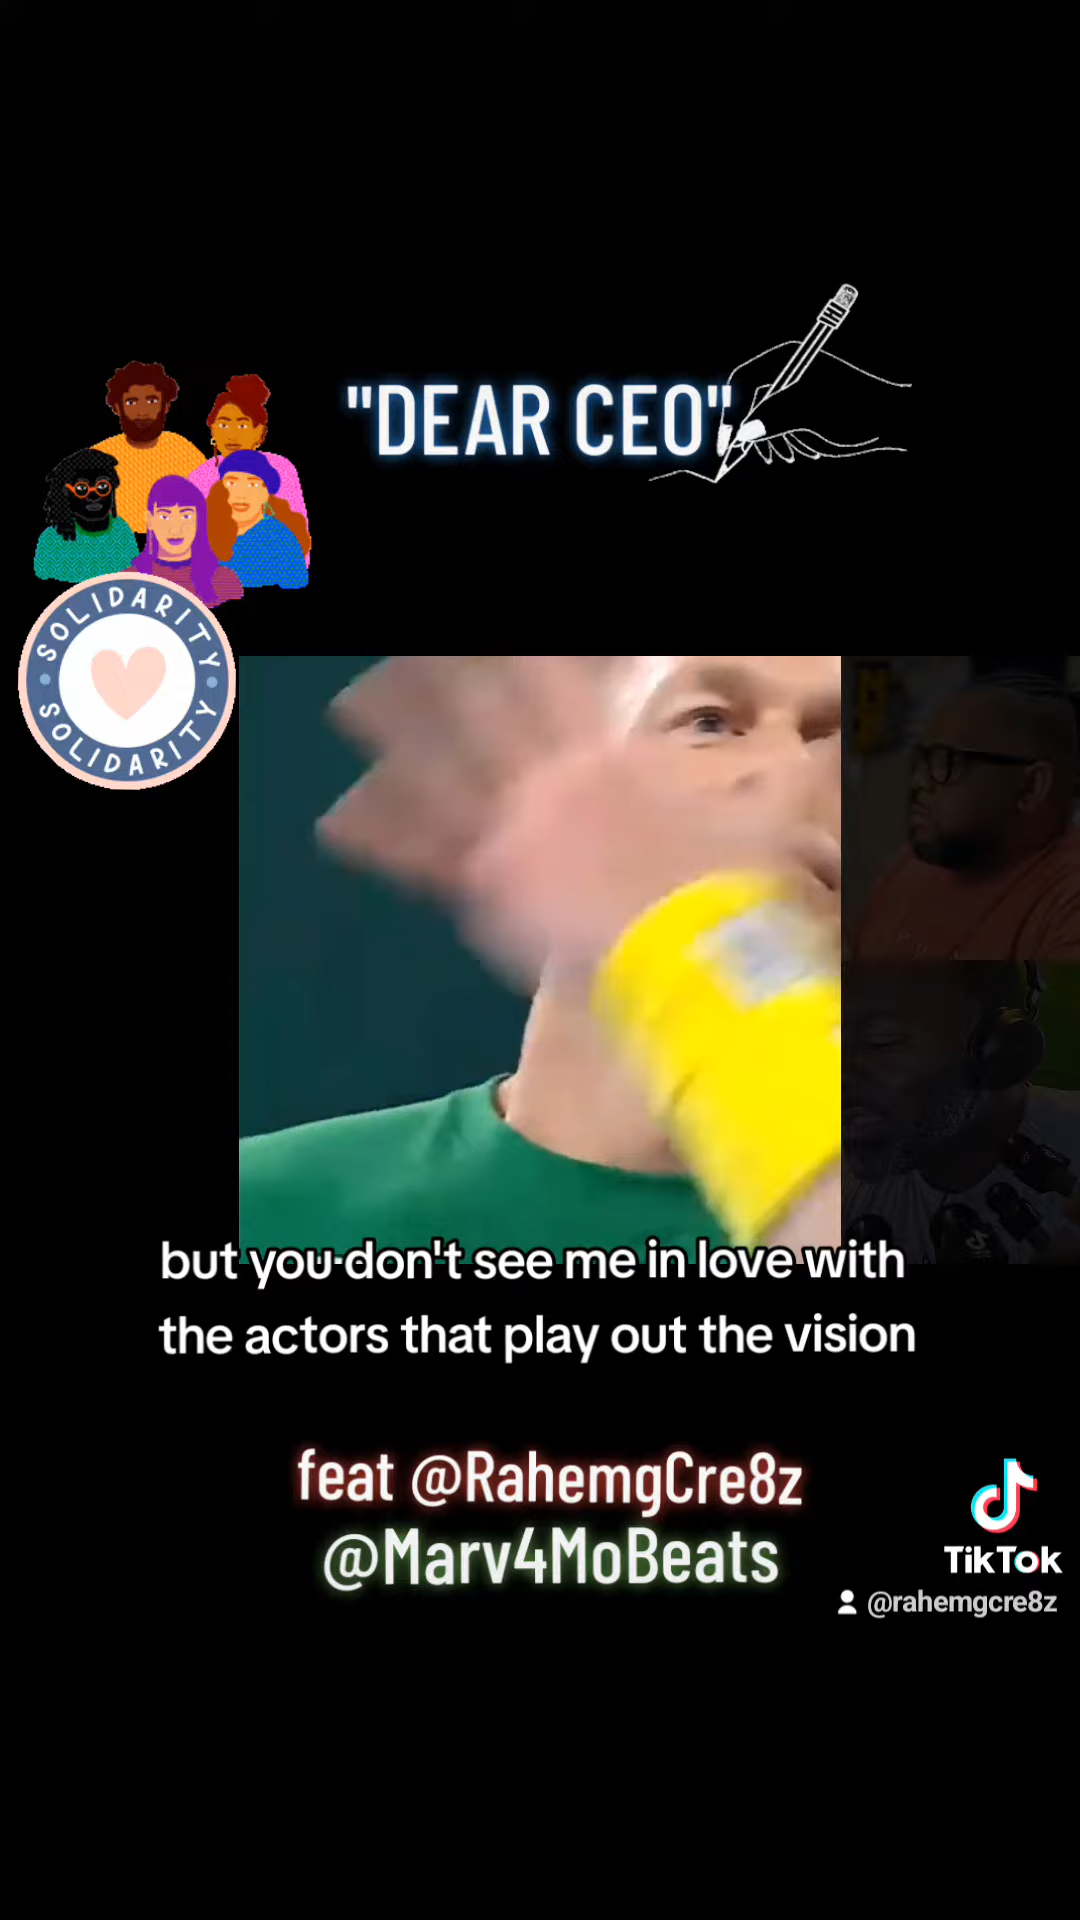 "DEAR CEO"
SOLIDARITY
SOLIDARITY
but you don't see me in love with
the actors that play out the vision
feat @RahemgCre8z
@Marv4MoBeats
TikTok
@rahemgcre8z